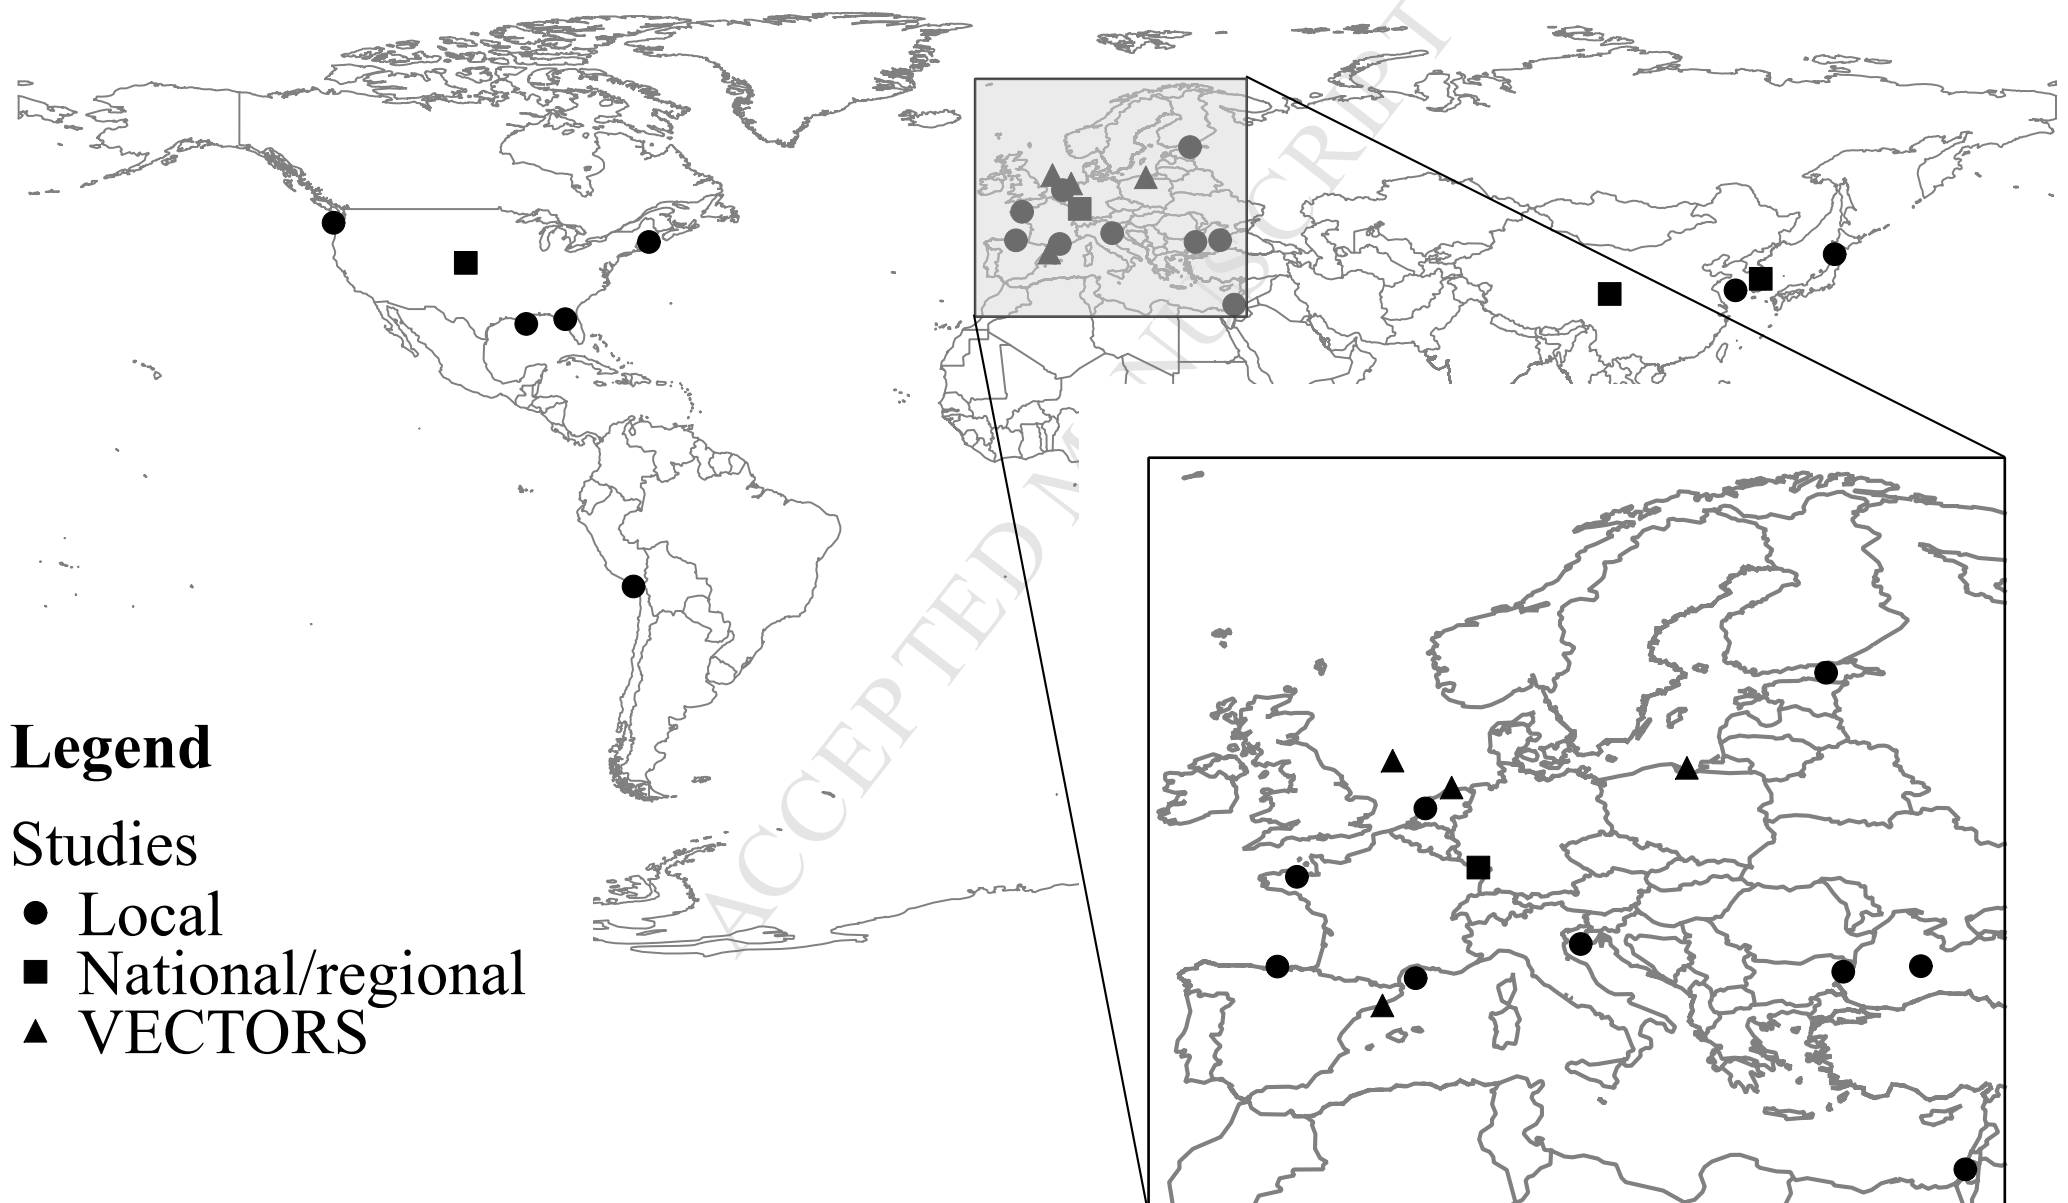 ACCEPTED MANUSCRIPT
Legend
Studies
Local
National/regional
VECTORS